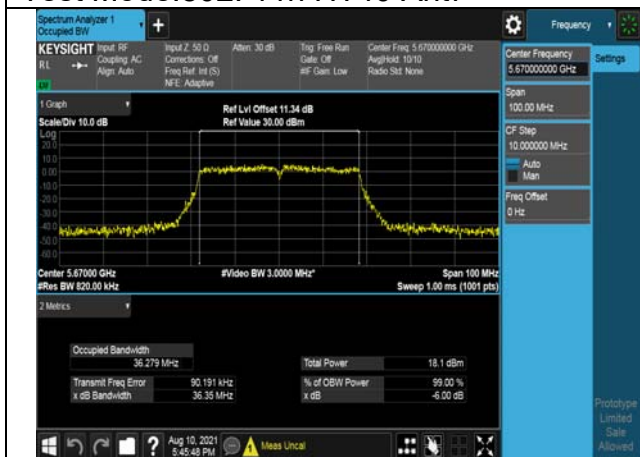 Spectrum Analyzer 1
Occupied BW
+
Frequency
KEYSIGHT
Input: RF
Coupling: AC
Align: Auto
RL
Input Z: 50 Ω
Corrections: Off
Freq Ref: Int (S)
NFE: Adaptive
Atten: 30 dB
Trig: Free Run
Gate: Off
#IF Gain: Low
Center Freq: 5.670000000 GHz
Avg|Hold: 10/10
Radio Std: None
Center Frequency
5.670000000 GHz
Settings
Span
100.00 MHz
CF Step
10.000000 MHz
Auto
Man
Freq Offset
0 Hz
1 Graph
Scale/Div 10.0 dB
Ref Lvl Offset 11.34 dB
Ref Value 30.00 dBm
Log
20.0
10.0
0.00
-10.0
-20.0
-30.0
-40.0
-50.0
-60.0
Center 5.67000 GHz
#Res BW 820.00 kHz
#Video BW 3.0000 MHz*
Span 100 MHz
Sweep 1.00 ms (1001 pts)
2 Metrics
Occupied Bandwidth
36.279 MHz
Total Power 18.1 dBm
Transmit Freq Error 90.191 kHz
% of OBW Power 99.00 %
x dB Bandwidth 36.35 MHz
x dB -6.00 dB
Prototype
Limited
Sale
Allowed
?
Aug 10, 2021
5:45:48 PM
Meas Uncal